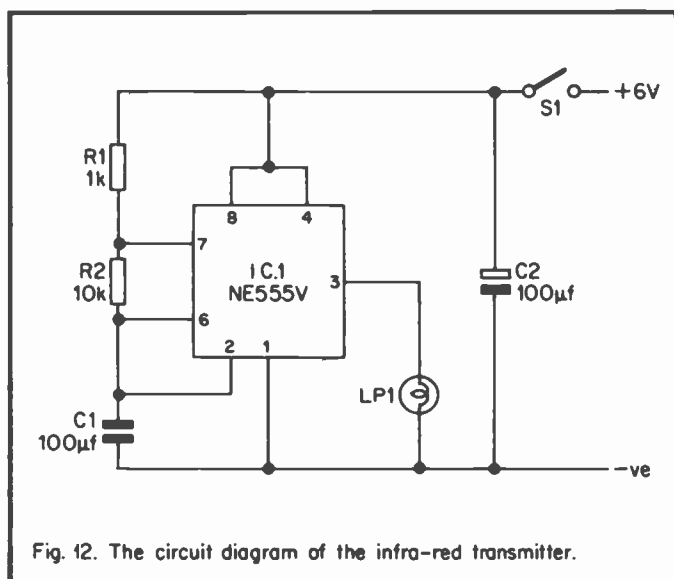 +6V
S1
R1
1k
8
4
7
R2
10k
I C.1
NE555V
3
C2
100µf
6
2
1
LP1
C1
100µf
-ve
Fig. 12. The circuit diagram of the infra-red transmitter.